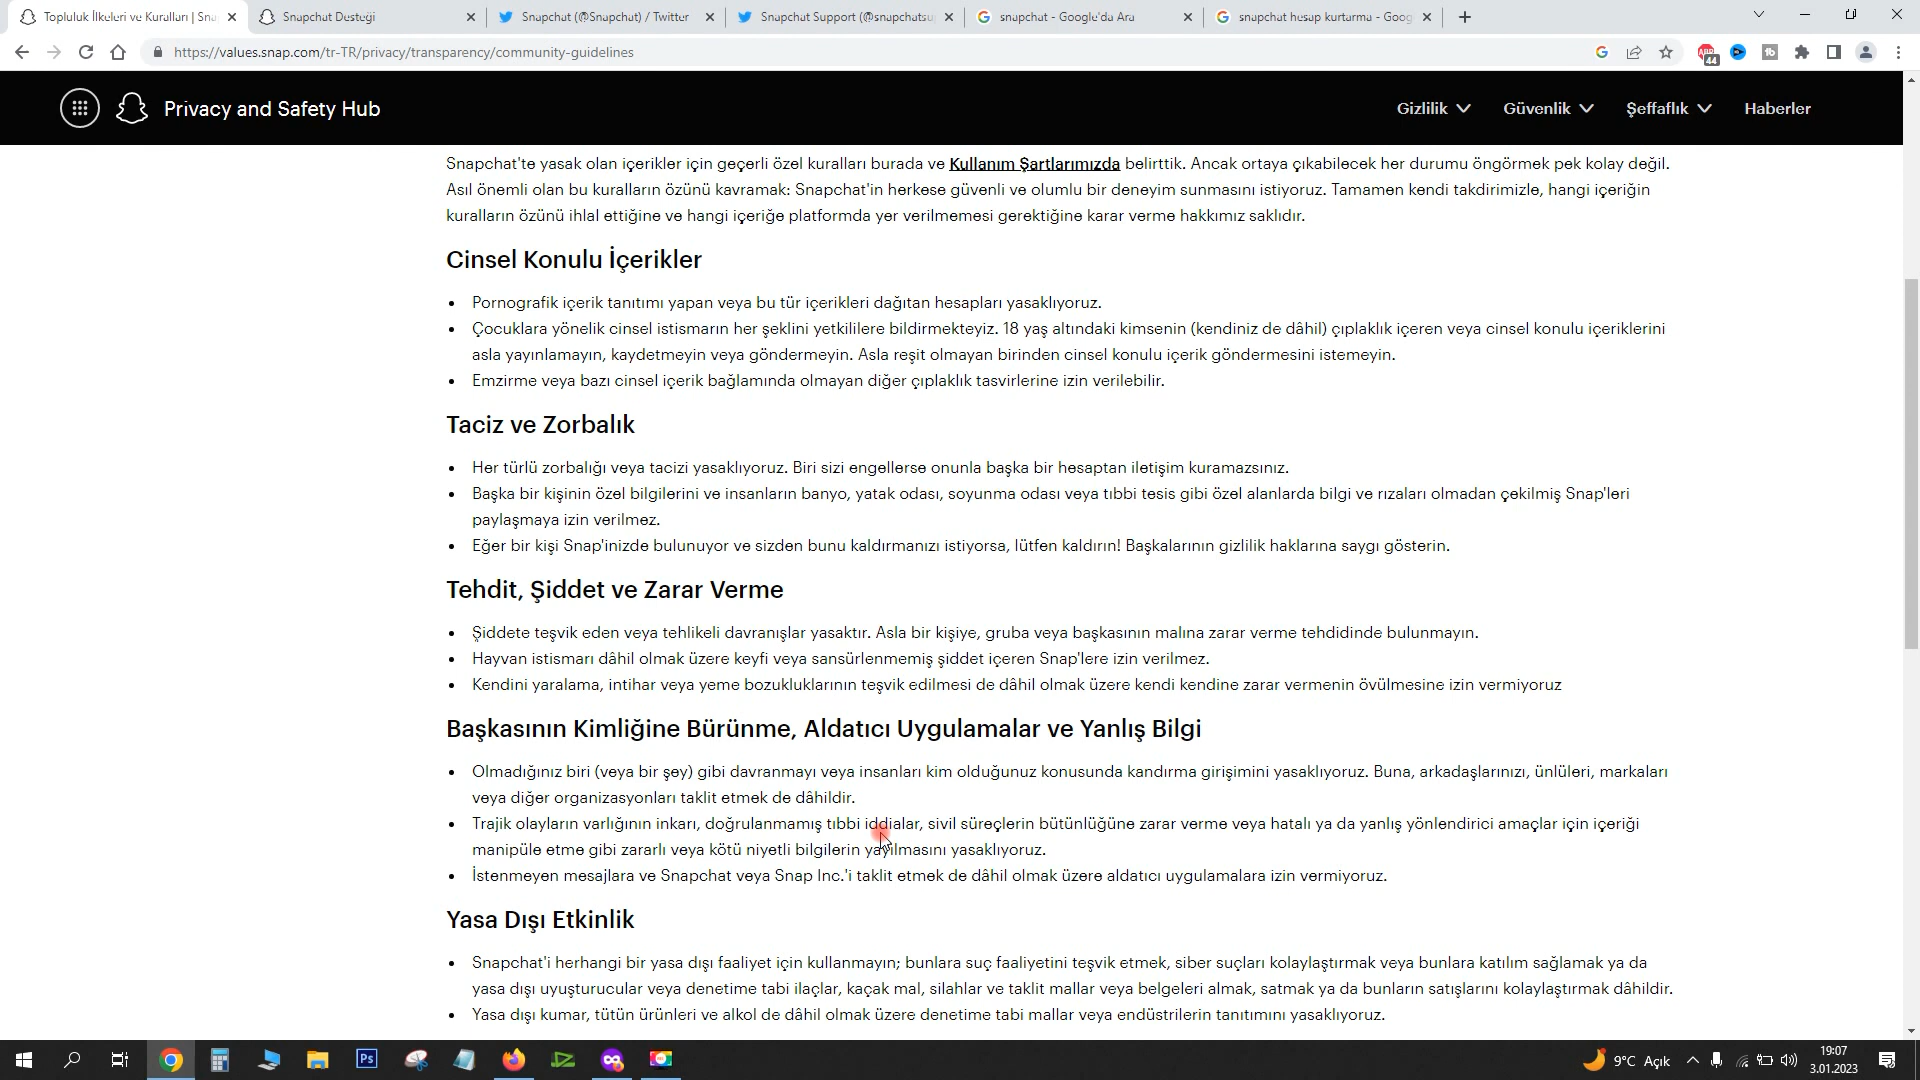 Topluluk İlkeleri ve Kuralları | Sna
Snapchat Desteği
Snapchat (@Snapchat) / Twitter
Snapchat Support (@snapchatsu
snapchat - Google'da Ara
snapchat hesap kurtarma - Goog
https://values.snap.com/tr-TR/privacy/transparency/community-guidelines
44
Privacy and Safety Hub
Gizlilik
Güvenlik
Şeffaflık
Haberler
Snapchat'te yasak olan içerikler için geçerli özel kuralları burada ve Kullanım Şartlarımızda belirttik. Ancak ortaya çıkabilecek her durumu öngörmek pek kolay değil.
Asıl önemli olan bu kuralların özünü kavramak: Snapchat'in herkese güvenli ve olumlu bir deneyim sunmasını istiyoruz. Tamamen kendi takdirimizle, hangi içeriğin
kuralların özünü ihlal ettiğine ve hangi içeriğe platformda yer verilmemesi gerektiğine karar verme hakkımız saklıdır.
Cinsel Konulu İçerikler
• Pornografik içerik tanıtımı yapan veya bu tür içerikleri dağıtan hesapları yasaklıyoruz.
• Çocuklara yönelik cinsel istismarın her şeklini yetkililere bildirmekteyiz. 18 yaş altındaki kimsenin (kendiniz de dâhil) çıplaklık içeren veya cinsel konulu içeriklerini
asla yayınlamayın, kaydetmeyin veya göndermeyin. Asla reşit olmayan birinden cinsel konulu içerik göndermesini istemeyin.
• Emzirme veya bazı cinsel içerik bağlamında olmayan diğer çıplaklık tasvirlerine izin verilebilir.
Taciz ve Zorbalık
• Her türlü zorbalığı veya tacizi yasaklıyoruz. Biri sizi engellerse onunla başka bir hesaptan iletişim kuramazsınız.
• Başka bir kişinin özel bilgilerini ve insanların banyo, yatak odası, soyunma odası veya tıbbi tesis gibi özel alanlarda bilgi ve rızaları olmadan çekilmiş Snap'leri
paylaşmaya izin verilmez.
• Eğer bir kişi Snap'inizde bulunuyor ve sizden bunu kaldırmanızı istiyorsa, lütfen kaldırın! Başkalarının gizlilik haklarına saygı gösterin.
Tehdit, Şiddet ve Zarar Verme
• Şiddete teşvik eden veya tehlikeli davranışlar yasaktır. Asla bir kişiye, gruba veya başkasının malına zarar verme tehdidinde bulunmayın.
• Hayvan istismarı dâhil olmak üzere keyfi veya sansürlenmemiş şiddet içeren Snap'lere izin verilmez.
• Kendini yaralama, intihar veya yeme bozukluklarının teşvik edilmesi de dâhil olmak üzere kendi kendine zarar vermenin övülmesine izin vermiyoruz
Başkasının Kimliğine Bürünme, Aldatıcı Uygulamalar ve Yanlış Bilgi
• Olmadığınız biri (veya bir şey) gibi davranmayı veya insanları kim olduğunuz konusunda kandırma girişimini yasaklıyoruz. Buna, arkadaşlarınızı, ünlüleri, markaları
veya diğer organizasyonları taklit etmek de dâhildir.
• Trajik olayların varlığının inkarı, doğrulanmamış tıbbi iddialar, sivil süreçlerin bütünlüğüne zarar verme veya hatalı ya da yanlış yönlendirici amaçlar için içeriği
manipüle etme gibi zararlı veya kötü niyetli bilgilerin yayılmasını yasaklıyoruz.
• İstenmeyen mesajlara ve Snapchat veya Snap Inc.'i taklit etmek de dâhil olmak üzere aldatıcı uygulamalara izin vermiyoruz.
Yasa Dışı Etkinlik
• Snapchat'i herhangi bir yasa dışı faaliyet için kullanmayın; bunlara suç faaliyetini teşvik etmek, siber suçları kolaylaştırmak veya bunlara katılım sağlamak ya da
yasa dışı uyuşturucular veya denetime tabi ilaçlar, kaçak mal, silahlar ve taklit mallar veya belgeleri almak, satmak ya da bunların satışlarını kolaylaştırmak dâhildir.
• Yasa dışı kumar, tütün ürünleri ve alkol de dâhil olmak üzere denetime tabi mallar veya endüstrilerin tanıtımını yasaklıyoruz.
Ps
9°C Açık
19:07
3.01.2023